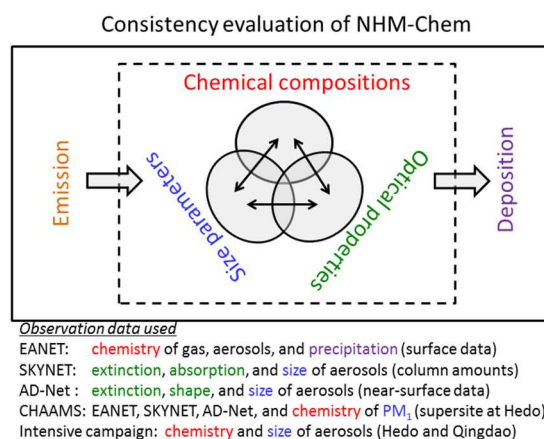 Consistency evaluation of NHM-Chem
Chemical compositions
Emission
Size parameters
Optical properties
Deposition
Observation data used
EANET: chemistry of gas, aerosols, and precipitation (surface data)
SKYNET: extinction, absorption, and size of aerosols (column amounts)
AD-Net : extinction, shape, and size of aerosols (near-surface data)
CHAAMS: EANET, SKYNET, AD-Net, and chemistry of PM₁ (supersite at Hedo)
Intensive campaign: chemistry and size of aerosols (Hedo and Qingdao)